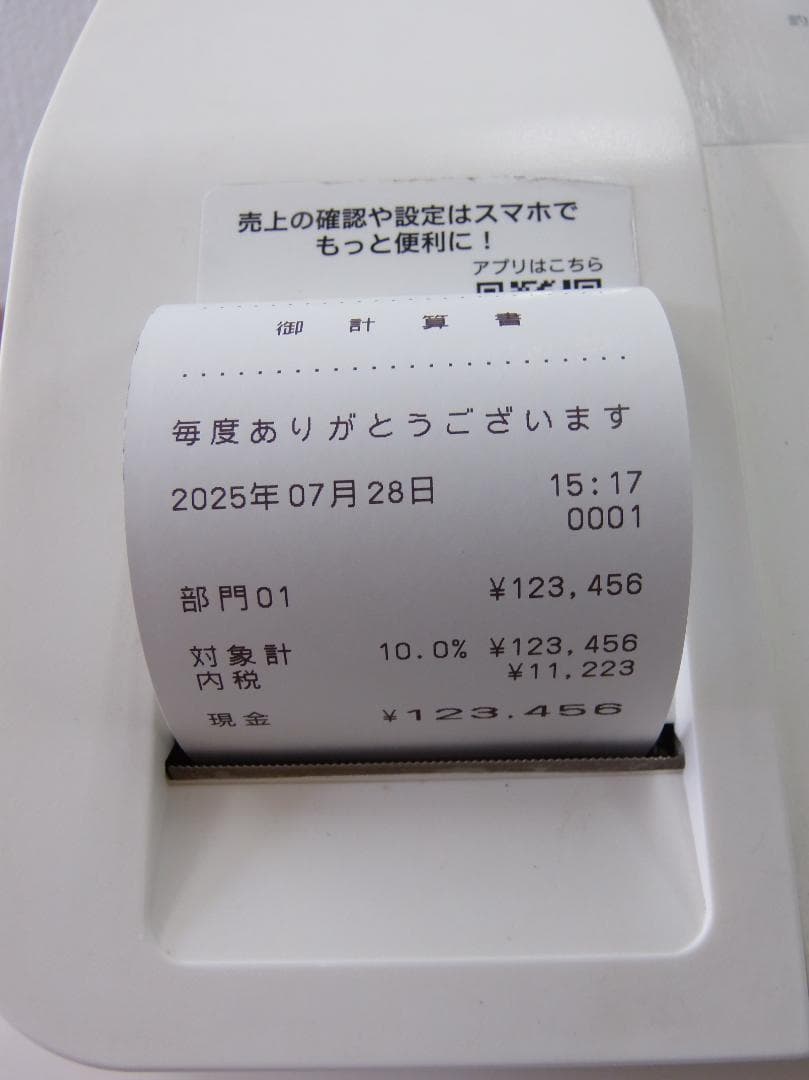 売上の確認や設定はスマホで
もっと便利に！
アプリはこちら
御 計 算 書
毎度ありがとうございます
2025年07月28日 15:17
0001
部門01 ¥123,456
対象計 10.0% ¥123,456
内税 ¥11,223
現金 ¥123,456